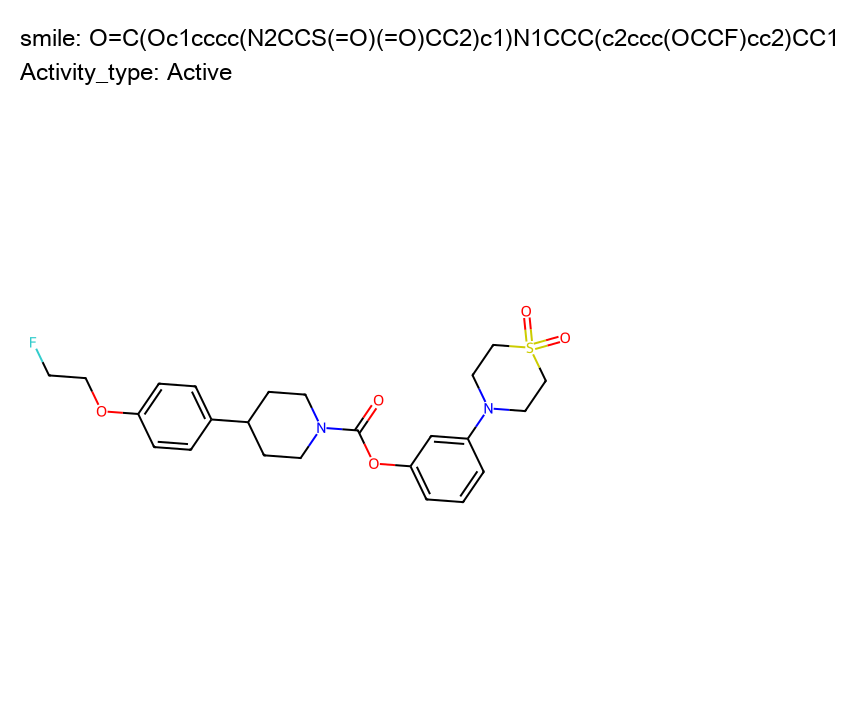 smile: O=C(Oc1cccc(N2CCS(=O)(=O)CC2)c1)N1CCC(c2ccc(OCCF)cc2)CC1
Activity_type: Active
O
O
F
S
N
O
O
N
O